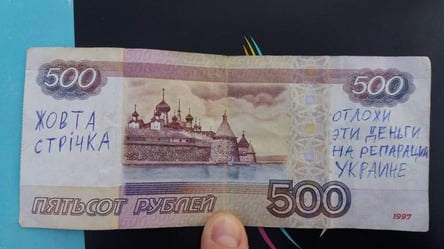 500
500
ЖОВТА
СТРІЧКА
ОТЛОЖИ
ЭТИ ДЕНЬГИ
НА РЕПАРАЦИИ
УКРАИНЕ
ПЯТЬСОТ РУБЛЕЙ
500
1997